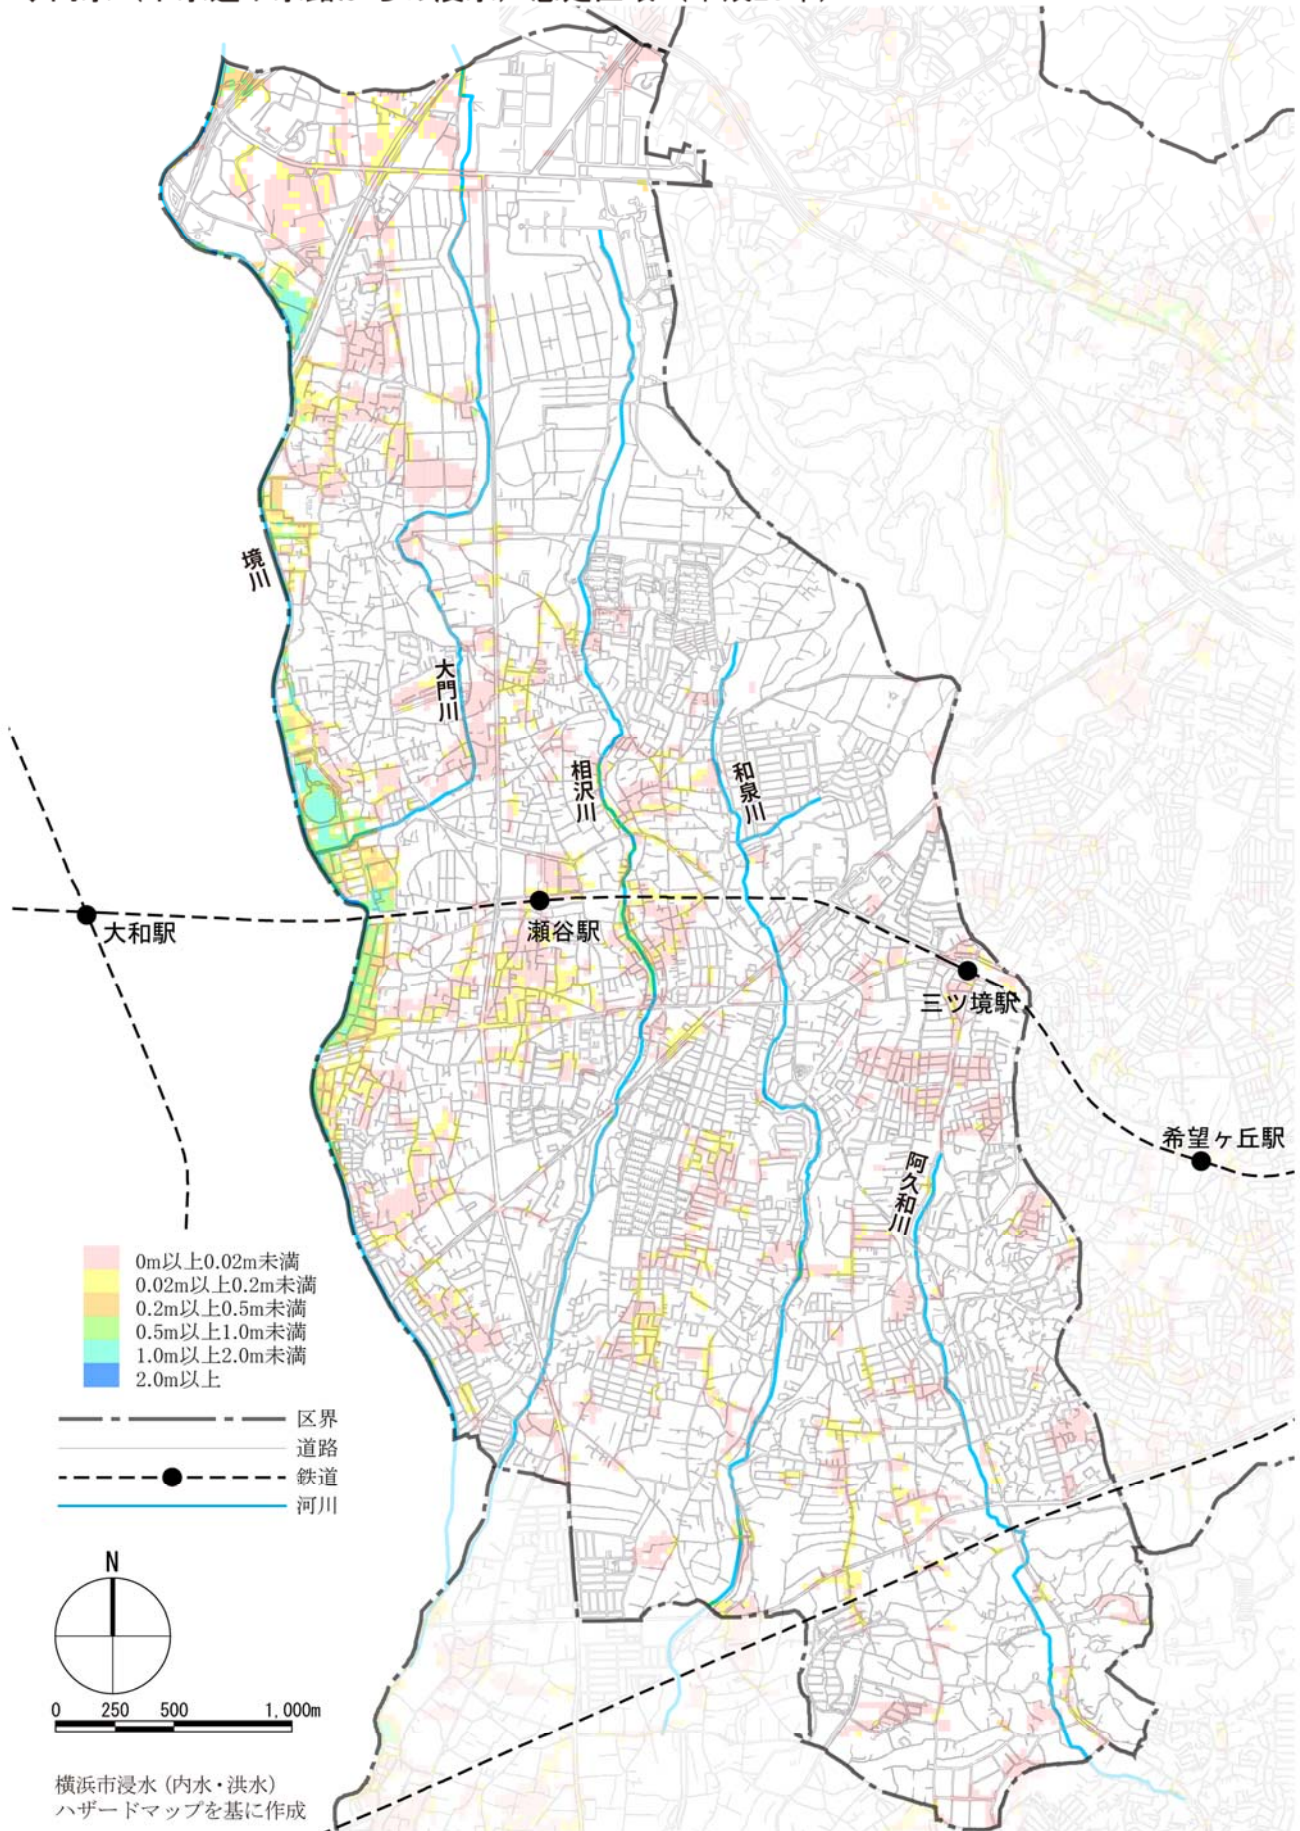 境川
大門川
相沢川
和泉川
大和駅
瀬谷駅
三ツ境駅
希望ヶ丘駅
阿久和川
0m以上0.02m未満
0.02m以上0.2m未満
0.2m以上0.5m未満
0.5m以上1.0m未満
1.0m以上2.0m未満
2.0m以上
区界
道路
鉄道
河川
N
0 250 500 1,000m
横浜市浸水（内水・洪水）
ハザードマップを基に作成